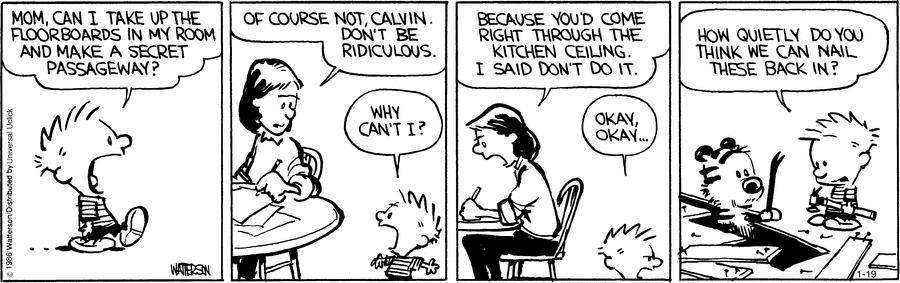 MOM, CAN I TAKE UP THE
FLOORBOARDS IN MY ROOM
AND MAKE A SECRET
PASSAGEWAY?
© 1986 Watterson/Distributed by Universal Uclick
WATTERSON
OF COURSE NOT, CALVIN.
DON'T BE
RIDICULOUS.
WHY
CAN'T I?
BECAUSE YOU'D COME
RIGHT THROUGH THE
KITCHEN CEILING.
I SAID DON'T DO IT.
OKAY,
OKAY...
HOW QUIETLY DO YOU
THINK WE CAN NAIL
THESE BACK IN?
1-19